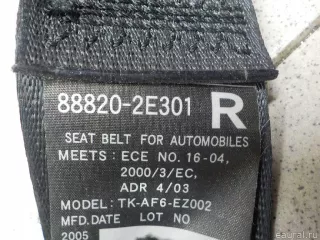 88820-2E301 R
SEAT BELT FOR AUTOMOBILES
MEETS: ECE NO. 16-04,
2000/3/EC,
ADR 4/03
MODEL: TK-AF6-EZ002
MFD.DATE LOT NO
2005
eaural.ru